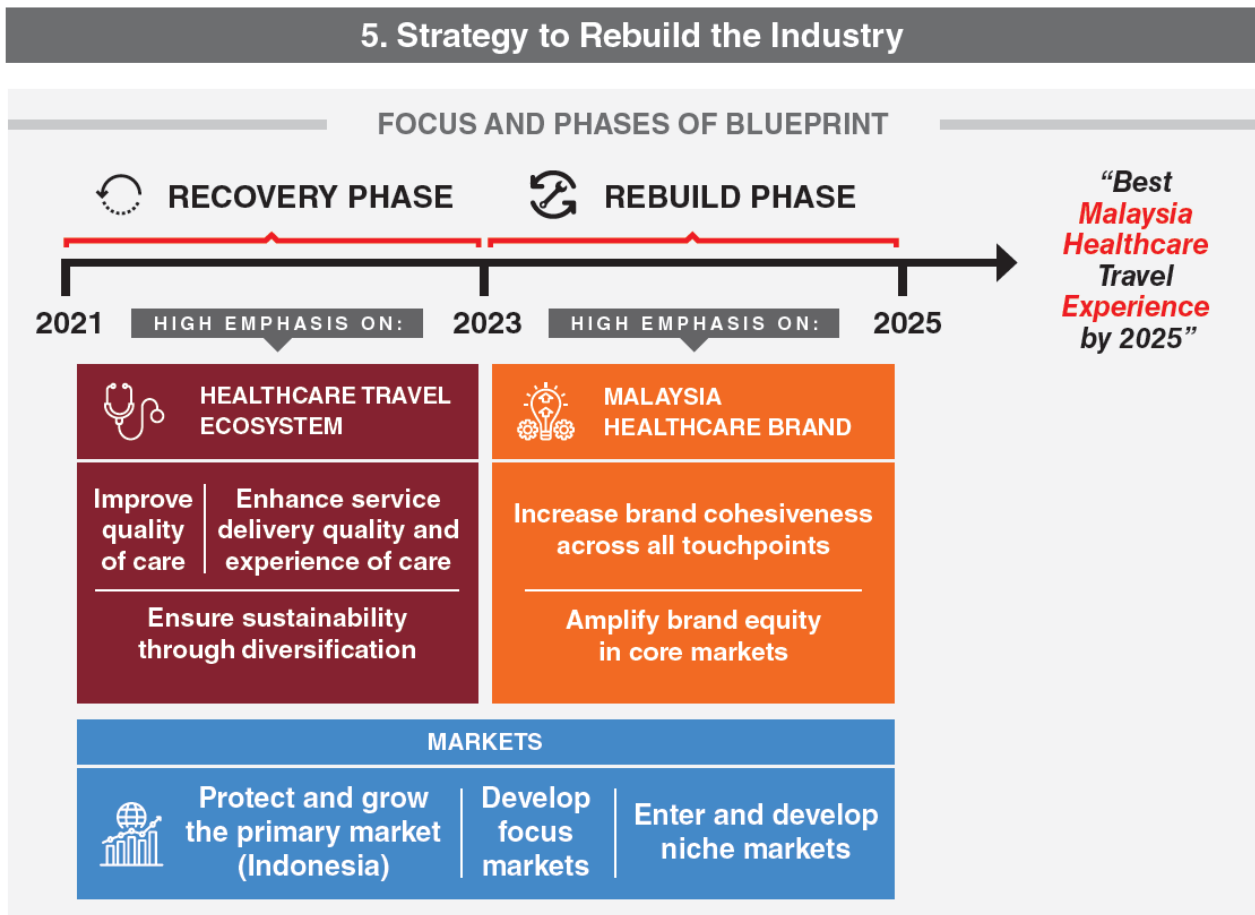 5. Strategy to Rebuild the Industry
FOCUS AND PHASES OF BLUEPRINT
RECOVERY PHASE
REBUILD PHASE
“Best
Malaysia
Healthcare
Travel
Experience
by 2025”
2021
HIGH EMPHASIS ON:
2023
HIGH EMPHASIS ON:
2025
HEALTHCARE TRAVEL
ECOSYSTEM
Improve
quality
of care
Enhance service
delivery quality and
experience of care
Ensure sustainability
through diversification
MALAYSIA
HEALTHCARE BRAND
Increase brand cohesiveness
across all touchpoints
Amplify brand equity
in core markets
MARKETS
Protect and grow
the primary market
(Indonesia)
Develop
focus
markets
Enter and develop
niche markets